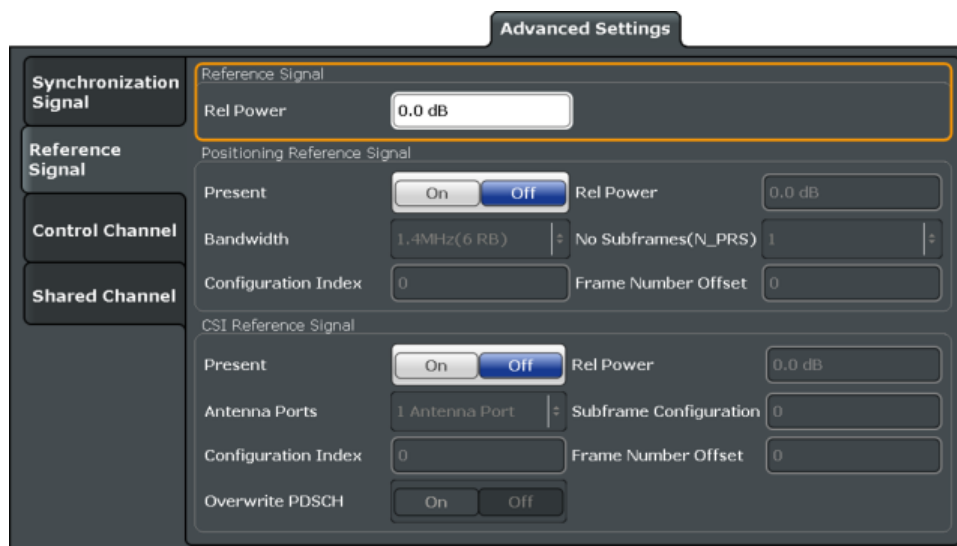 Advanced Settings
Synchronization
Signal
Reference
Signal
Control Channel
Shared Channel
Reference Signal
Rel Power 0.0 dB
Positioning Reference Signal
Present On Off Rel Power 0.0 dB
Bandwidth 1.4MHz(6 RB) No Subframes(N_PRS) 1
Configuration Index 0 Frame Number Offset 0
CSI Reference Signal
Present On Off Rel Power 0.0 dB
Antenna Ports 1 Antenna Port Subframe Configuration 0
Configuration Index 0 Frame Number Offset 0
Overwrite PDSCH On Off